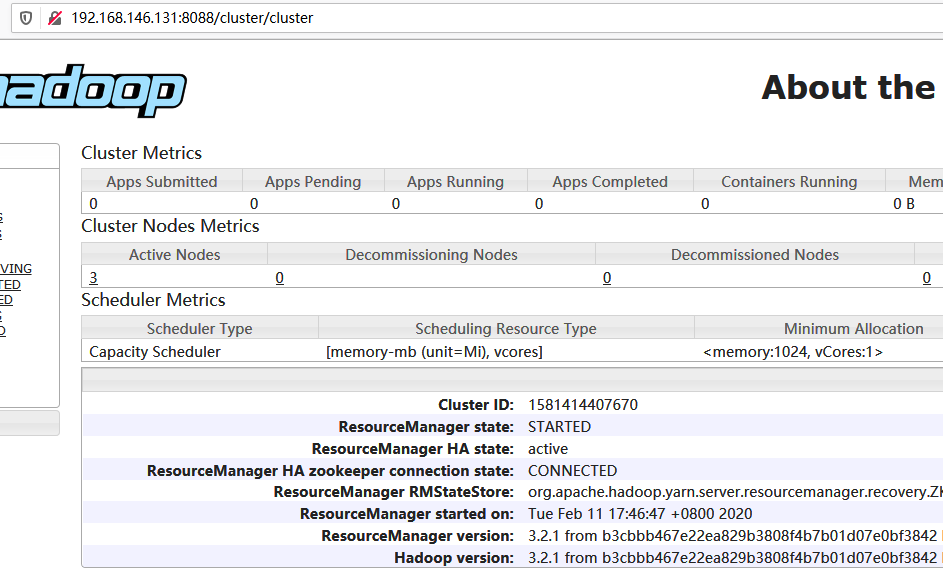 192.168.146.131:8088/cluster/cluster
hadoop
About the
Cluster Metrics
Apps Submitted Apps Pending Apps Running Apps Completed Containers Running Mem
0 0 0 0 0 0 B
Cluster Nodes Metrics
Active Nodes Decommissioning Nodes Decommissioned Nodes
3 0 0 0
VING
TED
ED
Scheduler Metrics
Scheduler Type Scheduling Resource Type Minimum Allocation
Capacity Scheduler [memory-mb (unit=Mi), vcores] <memory:1024, vCores:1>
Cluster ID: 1581414407670
ResourceManager state: STARTED
ResourceManager HA state: active
ResourceManager HA zookeeper connection state: CONNECTED
ResourceManager RMStateStore: org.apache.hadoop.yarn.server.resourcemanager.recovery.ZK
ResourceManager started on: Tue Feb 11 17:46:47 +0800 2020
ResourceManager version: 3.2.1 from b3cbbb467e22ea829b3808f4b7b01d07e0bf3842
Hadoop version: 3.2.1 from b3cbbb467e22ea829b3808f4b7b01d07e0bf3842